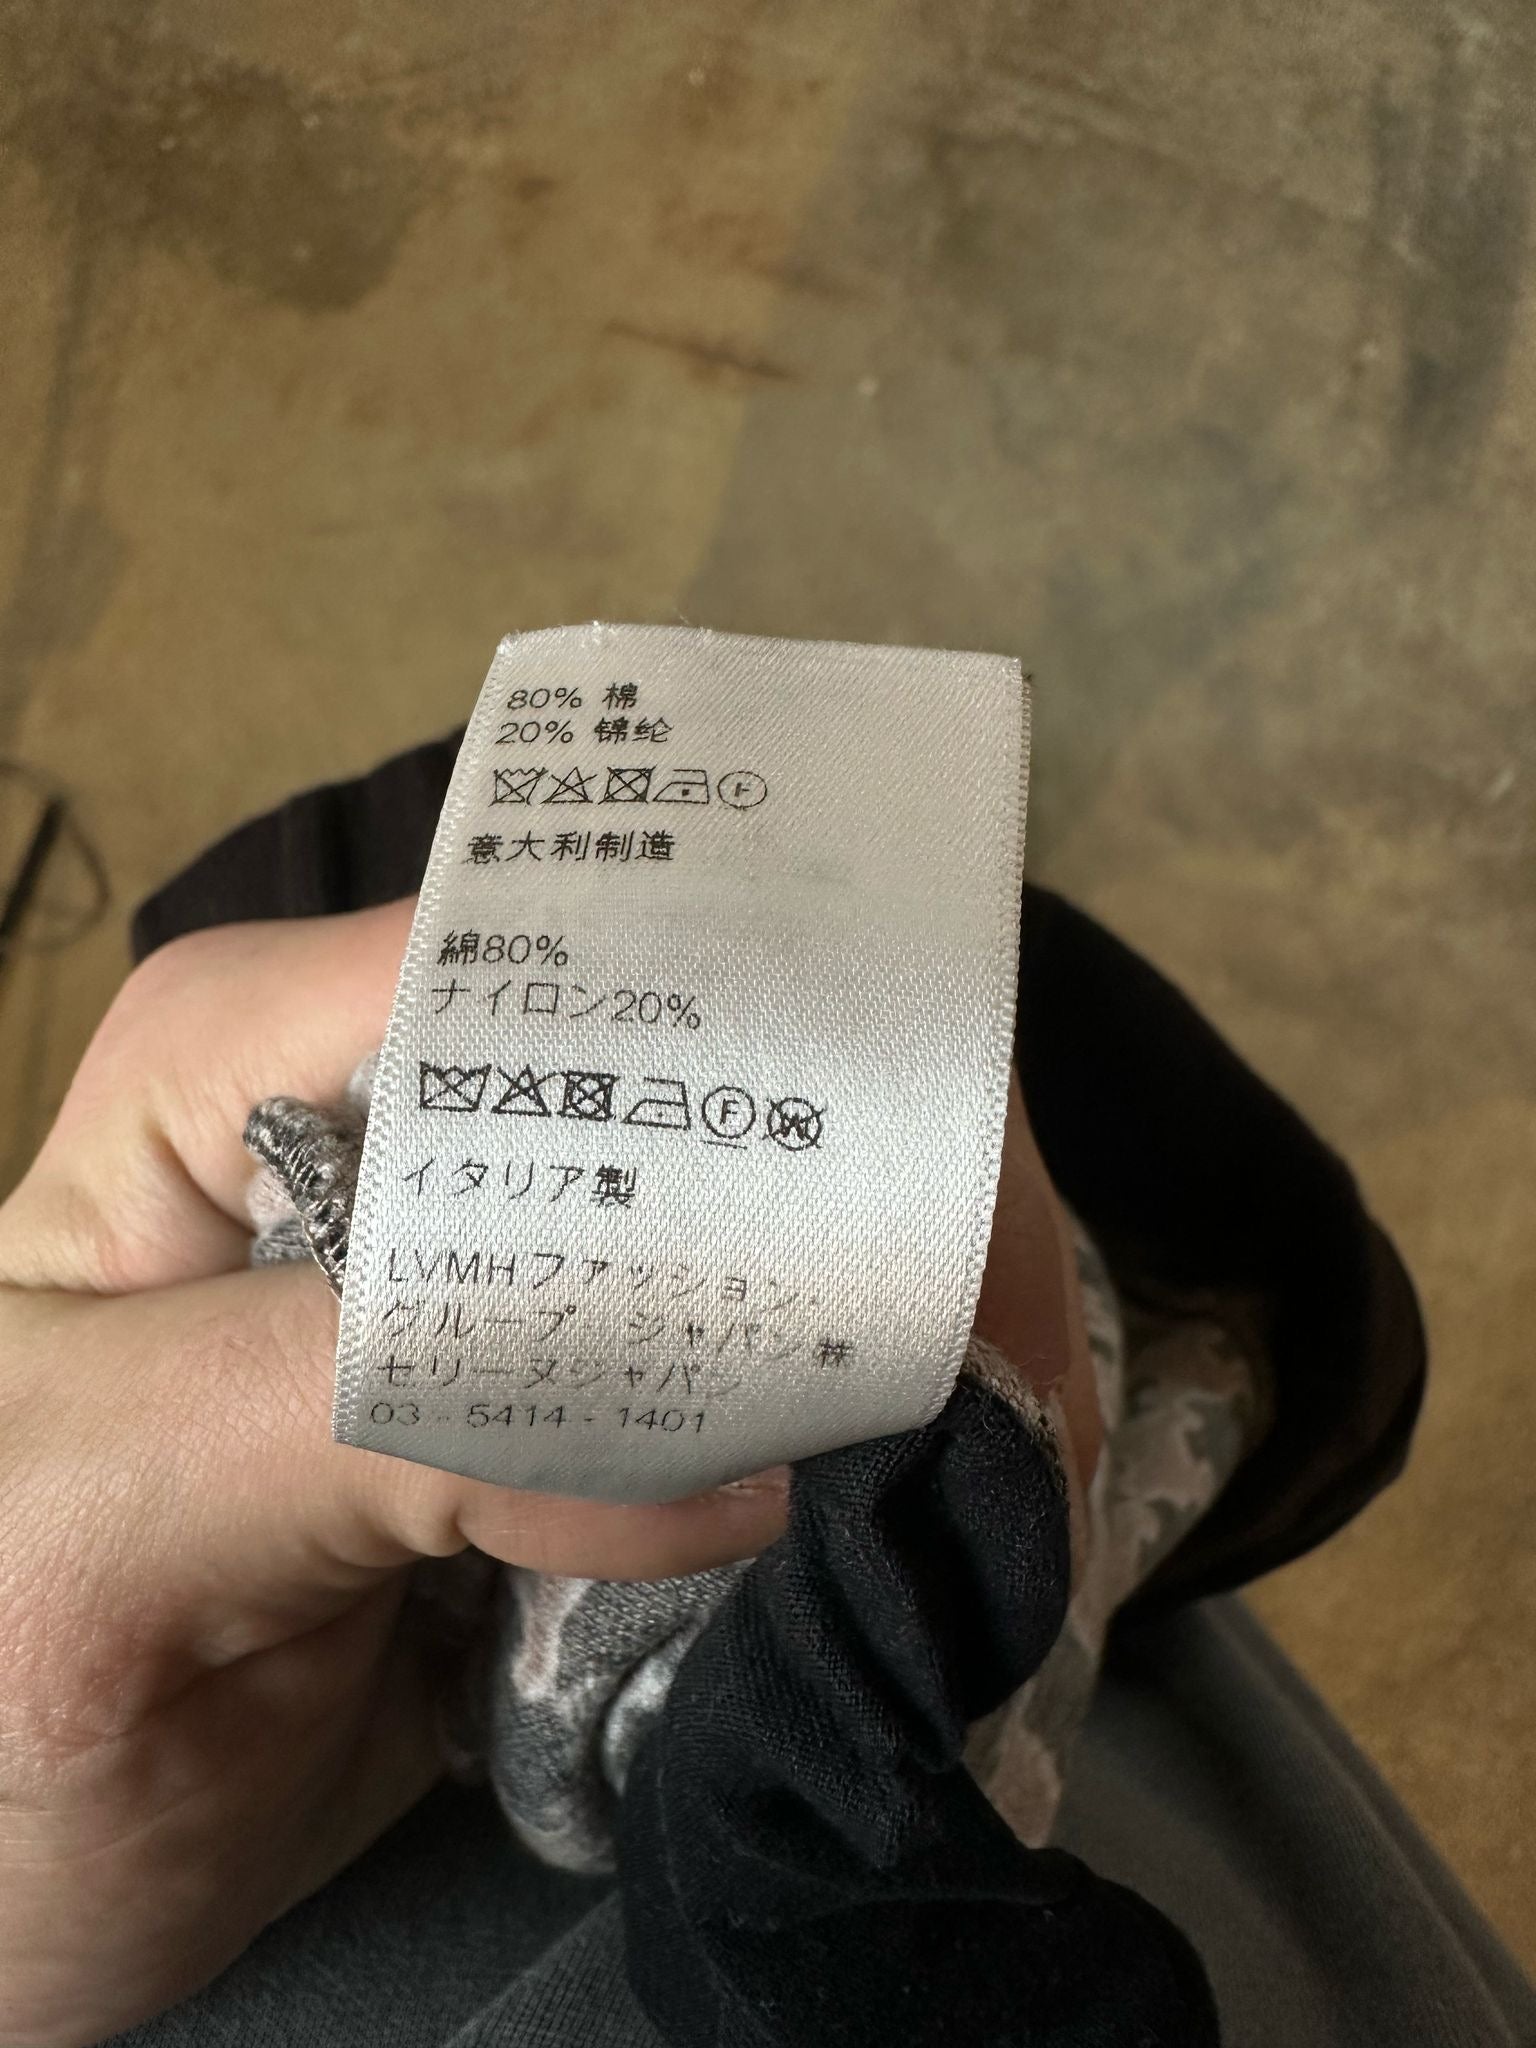 80% 棉
20% 锦纶
F
意大利制造
綿80%
ナイロン20%
F W
イタリア製
LVMHファッション・
グループ ジャパン 株
セリーヌジャパン
03-5414-1401